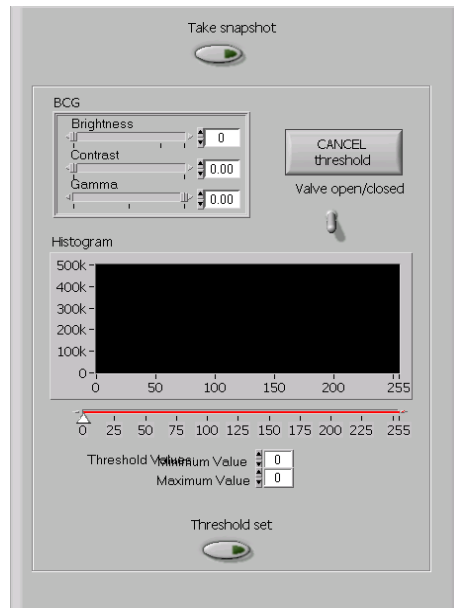 Take snapshot
BCG
Brightness
0
Contrast
0.00
Gamma
0.00
CANCEL
threshold
Valve open/closed
Histogram
500k
400k
300k
200k
100k
0
0 50 100 150 200 255
0 25 50 75 100 125 150 175 200 225 255
Threshold Values
Minimum Value 0
Maximum Value 0
Threshold set